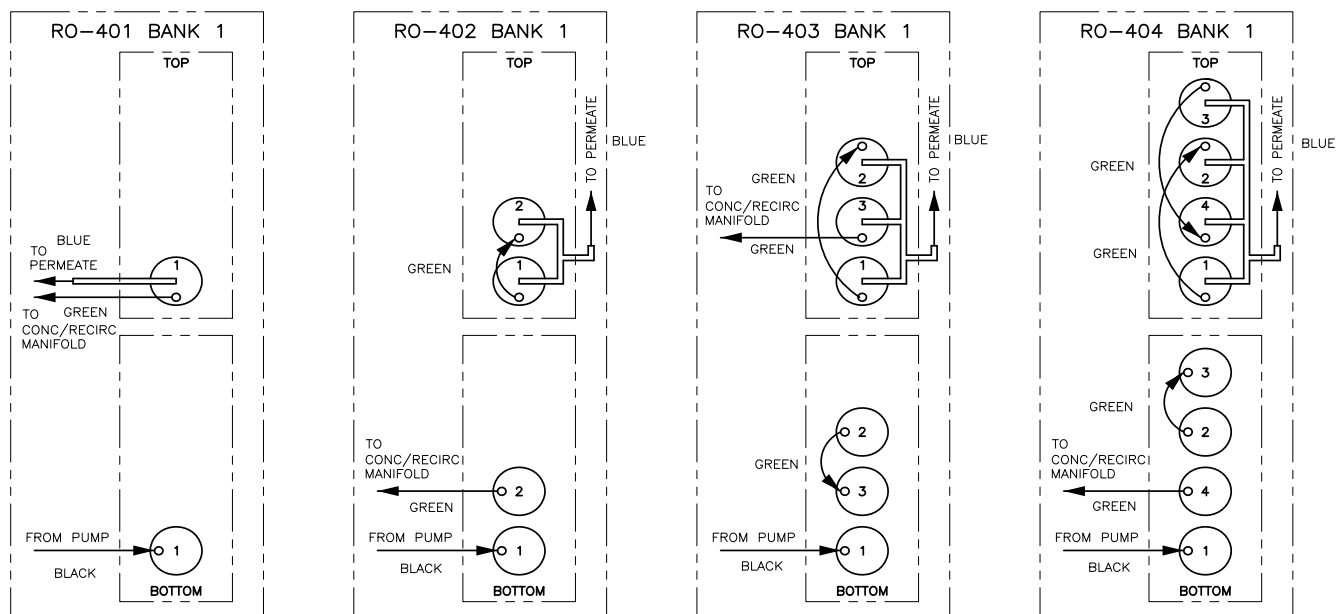 RO-401 BANK 1
TOP
1
BLUE
TO
PERMEATE
GREEN
TO
CONC/RECIRC
MANIFOLD
FROM PUMP
1
BLACK
BOTTOM
RO-402 BANK 1
TOP
TO PERMEATE
BLUE
2
GREEN
1
TO
CONC/RECIRC
MANIFOLD
2
GREEN
FROM PUMP
1
BLACK
BOTTOM
RO-403 BANK 1
TOP
TO PERMEATE
BLUE
GREEN
2
TO
CONC/RECIRC
MANIFOLD
3
GREEN
1
2
GREEN
3
FROM PUMP
1
BLACK
BOTTOM
RO-404 BANK 1
TOP
3
TO PERMEATE
BLUE
GREEN
2
4
GREEN
1
3
GREEN
2
TO
CONC/RECIRC
MANIFOLD
4
GREEN
FROM PUMP
1
BLACK
BOTTOM